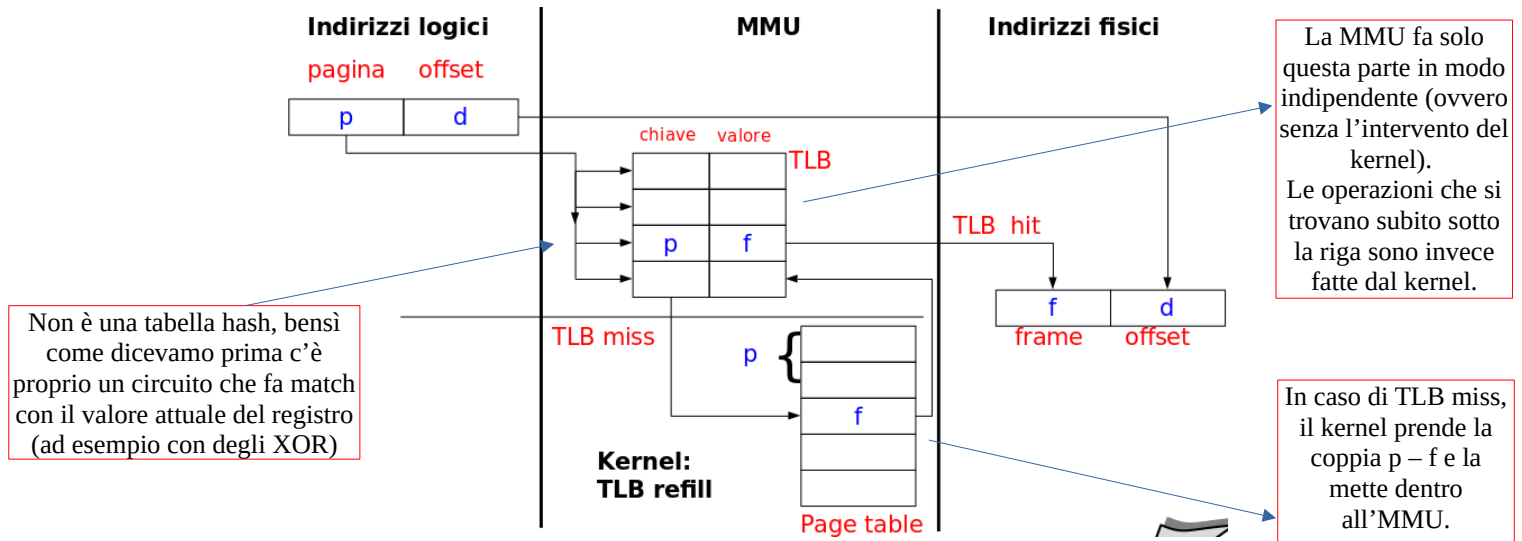 Indirizzi logici
MMU
Indirizzi fisici
pagina offset
p d
chiave valore
TLB
p f
TLB hit
f d
frame offset
TLB miss
p {
f
Kernel:
TLB refill
Page table
La MMU fa solo
questa parte in modo
indipendente (ovvero
senza l’intervento del
kernel).
Le operazioni che si
trovano subito sotto
la riga sono invece
fatte dal kernel.
Non è una tabella hash, bensì
come dicevamo prima c’è
proprio un circuito che fa match
con il valore attuale del registro
(ad esempio con degli XOR)
In caso di TLB miss,
il kernel prende la
coppia p – f e la
mette dentro
all’MMU.